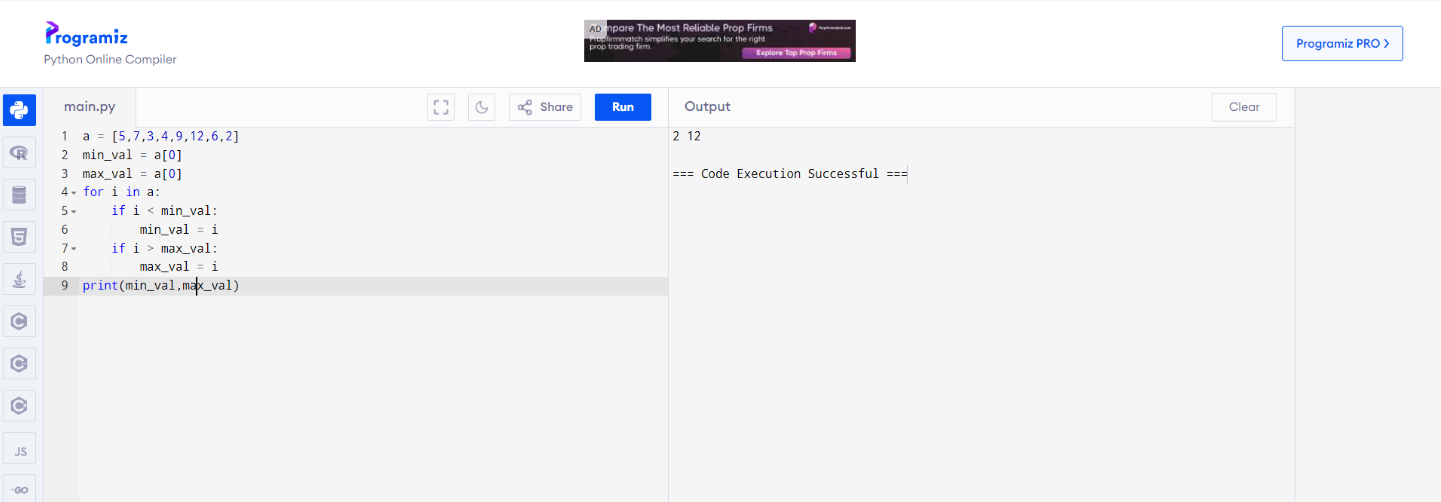 Programiz
Python Online Compiler
AD
mpare The Most Reliable Prop Firms
Propfirmmatch simplifies your search for the right
prop trading firm.
Explore Top Prop Firms
Programiz PRO >
main.py
Share
Run
Output
Clear
1 a = [5,7,3,4,9,12,6,2]
2 min_val = a[0]
3 max_val = a[0]
4 for i in a:
5     if i < min_val:
6         min_val = i
7     if i > max_val:
8         max_val = i
9 print(min_val,max_val)
2 12
=== Code Execution Successful ===
JS
GO